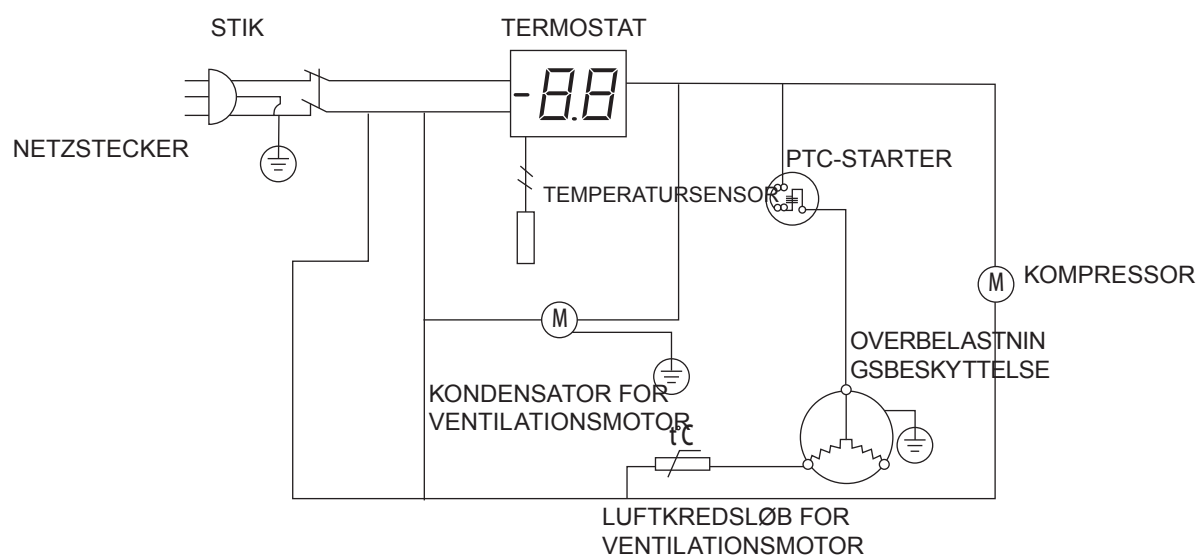 STIK
TERMOSTAT
-8.8
NETZSTECKER
PTC-STARTER
TEMPERATURSENSOR
M
KOMPRESSOR
M
OVERBELASTNIN
GSBESKYTTELSE
KONDENSATOR FOR
VENTILATIONSMOTOR
t°C
LUFTKREDSLØB FOR
VENTILATIONSMOTOR